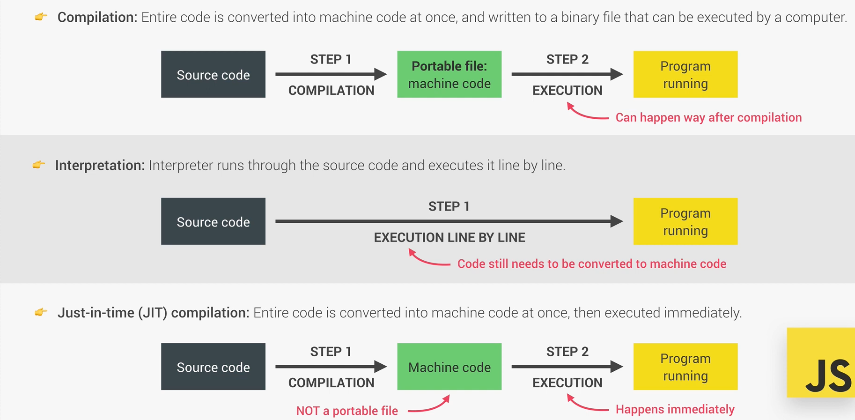 Compilation: Entire code is converted into machine code at once, and written to a binary file that can be executed by a computer.
Source code
STEP 1
COMPILATION
Portable file:
machine code
STEP 2
EXECUTION
Program
running
Can happen way after compilation
Interpretation: Interpreter runs through the source code and executes it line by line.
Source code
STEP 1
EXECUTION LINE BY LINE
Program
running
Code still needs to be converted to machine code
Just-in-time (JIT) compilation: Entire code is converted into machine code at once, then executed immediately.
Source code
STEP 1
COMPILATION
Machine code
STEP 2
EXECUTION
Program
running
NOT a portable file
Happens immediately
JS